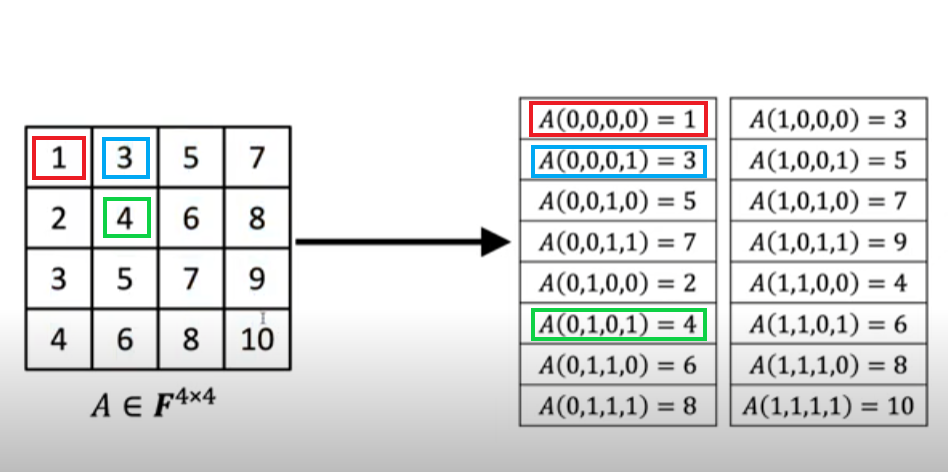 1 3 5 7
2 4 6 8
3 5 7 9
4 6 8 10
A ∈ F⁴ˣ⁴
A(0,0,0,0) = 1
A(0,0,0,1) = 3
A(0,0,1,0) = 5
A(0,0,1,1) = 7
A(0,1,0,0) = 2
A(0,1,0,1) = 4
A(0,1,1,0) = 6
A(0,1,1,1) = 8
A(1,0,0,0) = 3
A(1,0,0,1) = 5
A(1,0,1,0) = 7
A(1,0,1,1) = 9
A(1,1,0,0) = 4
A(1,1,0,1) = 6
A(1,1,1,0) = 8
A(1,1,1,1) = 10